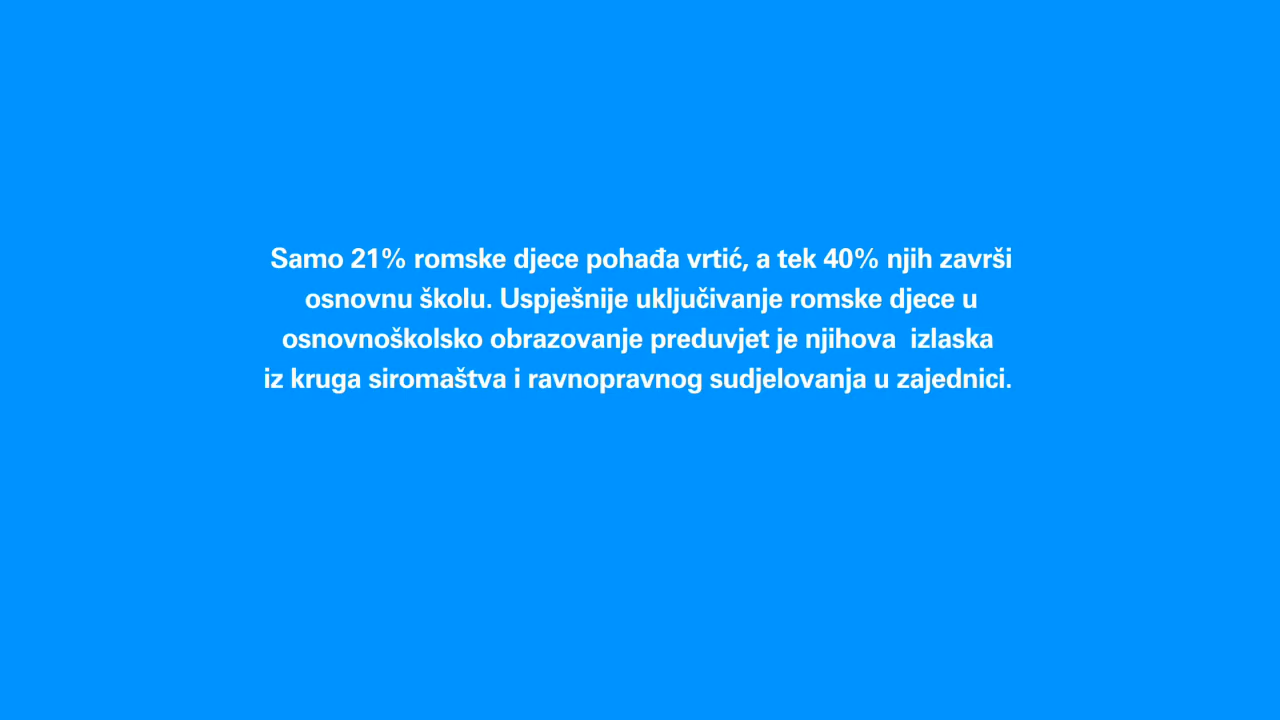 Samo 21% romske djece pohađa vrtić, a tek 40% njih završi
osnovnu školu. Uspješnije uključivanje romske djece u
osnovnoškolsko obrazovanje preduvjet je njihova  izlaska
iz kruga siromaštva i ravnopravnog sudjelovanja u zajednici.